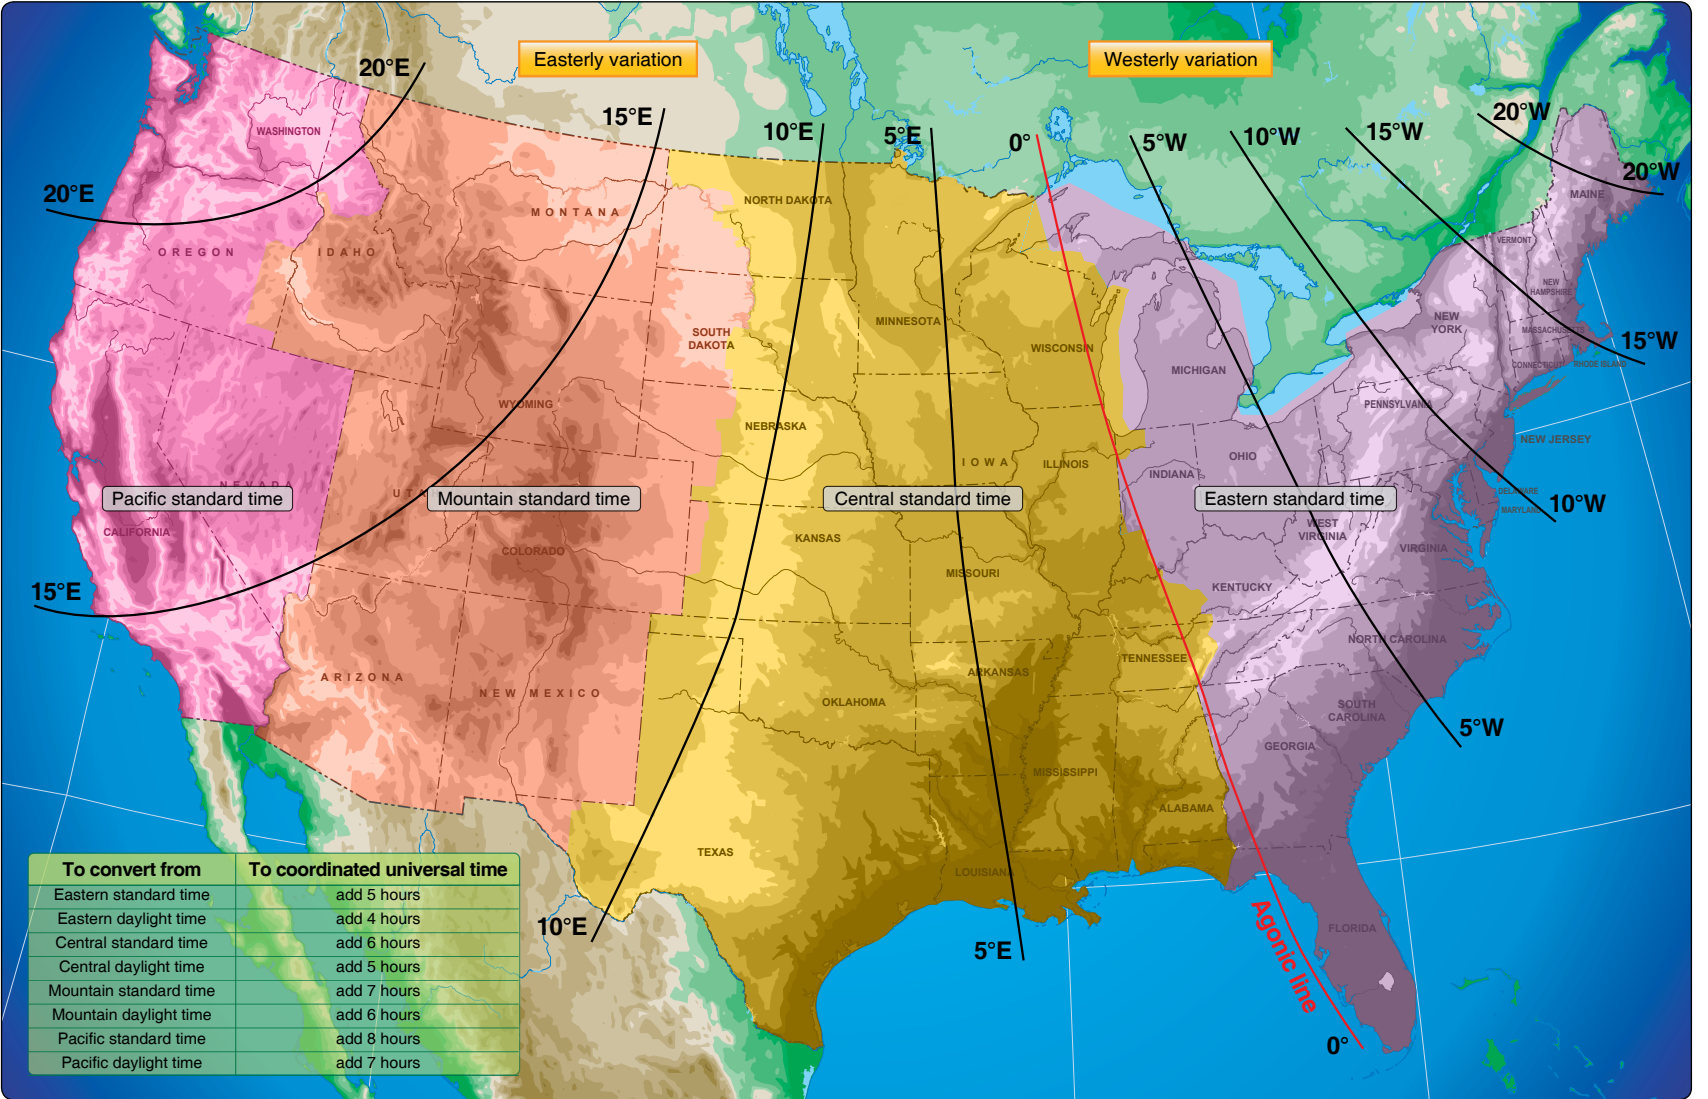 Easterly variation
Westerly variation
20°E
15°E
10°E
5°E
0°
5°W
10°W
15°W
20°W
20°E
20°W
15°W
10°W
15°E
5°W
10°E
5°E
Agonic line
0°
WASHINGTON
OREGON
IDAHO
MONTANA
NORTH DAKOTA
MINNESOTA
SOUTH
DAKOTA
WISCONSIN
MICHIGAN
NEW
YORK
VERMONT
MAINE
NEW
HAMPSHIRE
MASSACHUSETTS
CONNECTICUT
RHODE ISLAND
WYOMING
NEBRASKA
IOWA
ILLINOIS
INDIANA
OHIO
PENNSYLVANIA
NEW JERSEY
DELAWARE
MARYLAND
NEVADA
UTA
CALIFORNIA
COLORADO
KANSAS
MISSOURI
KENTUCKY
WEST
VIRGINIA
VIRGINIA
NORTH CAROLINA
TENNESSEE
ARIZONA
NEW MEXICO
OKLAHOMA
ARKANSAS
SOUTH
CAROLINA
GEORGIA
MISSISSIPPI
ALABAMA
TEXAS
LOUISIANA
FLORIDA
Pacific standard time
Mountain standard time
Central standard time
Eastern standard time
To convert from To coordinated universal time
Eastern standard time add 5 hours
Eastern daylight time add 4 hours
Central standard time add 6 hours
Central daylight time add 5 hours
Mountain standard time add 7 hours
Mountain daylight time add 6 hours
Pacific standard time add 8 hours
Pacific daylight time add 7 hours